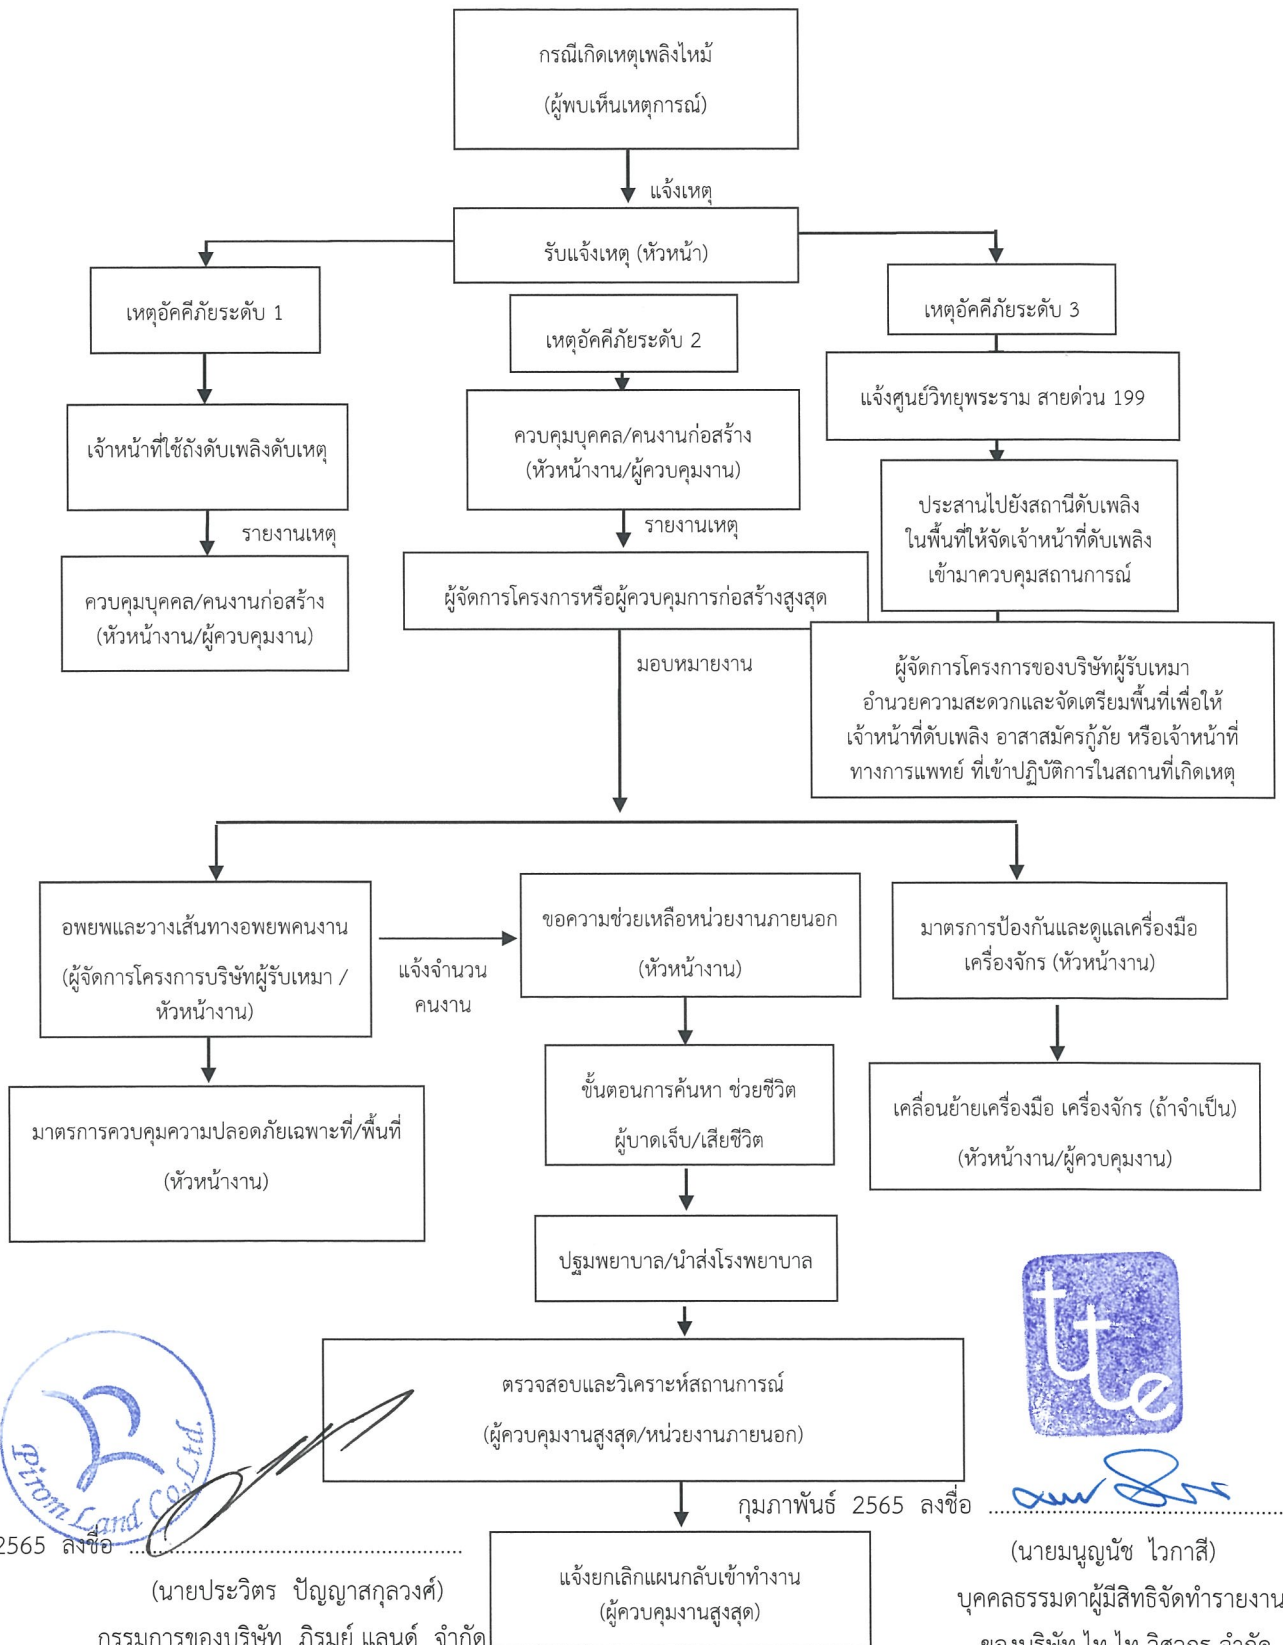 กรณีเกิดเหตุเพลิงไหม้
(ผู้พบเห็นเหตุการณ์)
แจ้งเหตุ
รับแจ้งเหตุ (หัวหน้า)
เหตุอัคคีภัยระดับ 1
เหตุอัคคีภัยระดับ 2
เหตุอัคคีภัยระดับ 3
เจ้าหน้าที่ใช้ถังดับเพลิงดับเหตุ
รายงานเหตุ
ควบคุมบุคคล/คนงานก่อสร้าง
(หัวหน้างาน/ผู้ควบคุมงาน)
ควบคุมบุคคล/คนงานก่อสร้าง
(หัวหน้างาน/ผู้ควบคุมงาน)
รายงานเหตุ
ผู้จัดการโครงการหรือผู้ควบคุมการก่อสร้างสูงสุด
มอบหมายงาน
แจ้งศูนย์วิทยุพระราม สายด่วน 199
ประสานไปยังสถานีดับเพลิง
ในพื้นที่ให้จัดเจ้าหน้าที่ดับเพลิง
เข้ามาควบคุมสถานการณ์
ผู้จัดการโครงการของบริษัทผู้รับเหมา
อำนวยความสะดวกและจัดเตรียมพื้นที่เพื่อให้
เจ้าหน้าที่ดับเพลิง อาสาสมัครกู้ภัย หรือเจ้าหน้าที่
ทางการแพทย์ ที่เข้าปฏิบัติการในสถานที่เกิดเหตุ
อพยพและวางเส้นทางอพยพคนงาน
(ผู้จัดการโครงการบริษัทผู้รับเหมา /
หัวหน้างาน)
แจ้งจำนวน
คนงาน
ขอความช่วยเหลือหน่วยงานภายนอก
(หัวหน้างาน)
มาตรการป้องกันและดูแลเครื่องมือ
เครื่องจักร (หัวหน้างาน)
มาตรการควบคุมความปลอดภัยเฉพาะที่/พื้นที่
(หัวหน้างาน)
ขั้นตอนการค้นหา ช่วยชีวิต
ผู้บาดเจ็บ/เสียชีวิต
เคลื่อนย้ายเครื่องมือ เครื่องจักร (ถ้าจำเป็น)
(หัวหน้างาน/ผู้ควบคุมงาน)
ปฐมพยาบาล/นำส่งโรงพยาบาล
ตรวจสอบและวิเคราะห์สถานการณ์
(ผู้ควบคุมงานสูงสุด/หน่วยงานภายนอก)
แจ้งยกเลิกแผนกลับเข้าทำงาน
(ผู้ควบคุมงานสูงสุด)
Pirom Land Co.,Ltd.
2565 ลงชื่อ ..............................
(นายประวิตร ปัญญาสกุลวงศ์)
กรรมการของบริษัท ภิรมย์ แลนด์ จำกัด
ttle
กุมภาพันธ์ 2565 ลงชื่อ ..............................
(นายมนูญนัช ไวกาสี)
บุคคลธรรมดาผู้มีสิทธิจัดทำรายงาน